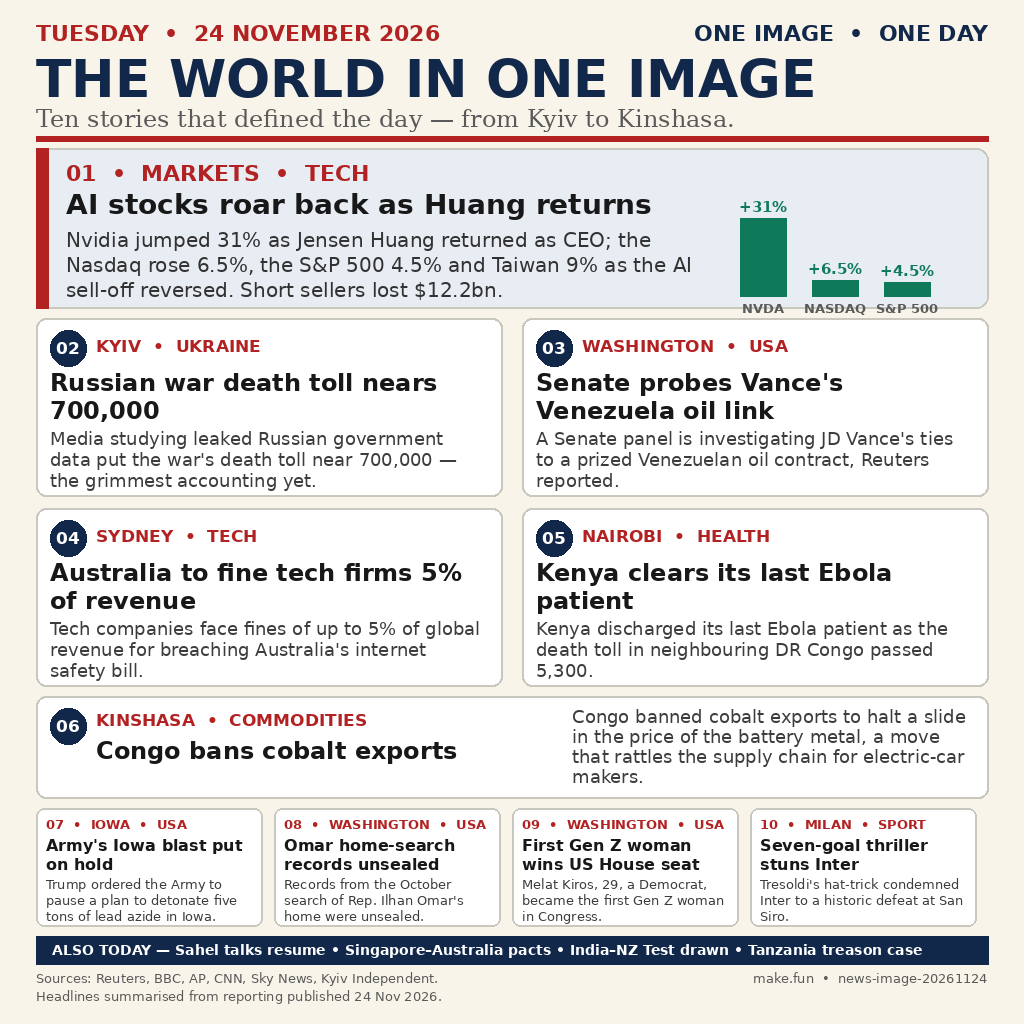 TUESDAY • 24 NOVEMBER 2026
ONE IMAGE • ONE DAY
THE WORLD IN ONE IMAGE
Ten stories that defined the day — from Kyiv to Kinshasa.
01 • MARKETS • TECH
AI stocks roar back as Huang returns
Nvidia jumped 31% as Jensen Huang returned as CEO; the
Nasdaq rose 6.5%, the S&P 500 4.5% and Taiwan 9% as the AI
sell-off reversed. Short sellers lost $12.2bn.
+31%
+6.5%
+4.5%
NVDA
NASDAQ
S&P 500
02
KYIV • UKRAINE
Russian war death toll nears
700,000
Media studying leaked Russian government
data put the war's death toll near 700,000 —
the grimmest accounting yet.
03
WASHINGTON • USA
Senate probes Vance's
Venezuela oil link
A Senate panel is investigating JD Vance's ties
to a prized Venezuelan oil contract, Reuters
reported.
04
SYDNEY • TECH
Australia to fine tech firms 5%
of revenue
Tech companies face fines of up to 5% of global
revenue for breaching Australia's internet
safety bill.
05
NAIROBI • HEALTH
Kenya clears its last Ebola
patient
Kenya discharged its last Ebola patient as the
death toll in neighbouring DR Congo passed
5,300.
06
KINSHASA • COMMODITIES
Congo bans cobalt exports
Congo banned cobalt exports to halt a slide
in the price of the battery metal, a move
that rattles the supply chain for electric-car
makers.
07 • IOWA • USA
Army's Iowa blast put
on hold
Trump ordered the Army to
pause a plan to detonate five
tons of lead azide in Iowa.
08 • WASHINGTON • USA
Omar home-search
records unsealed
Records from the October
search of Rep. Ilhan Omar's
home were unsealed.
09 • WASHINGTON • USA
First Gen Z woman
wins US House seat
Melat Kiros, 29, a Democrat,
became the first Gen Z woman
in Congress.
10 • MILAN • SPORT
Seven-goal thriller
stuns Inter
Tresoldi's hat-trick condemned
Inter to a historic defeat at San
Siro.
ALSO TODAY — Sahel talks resume • Singapore–Australia pacts • India–NZ Test drawn • Tanzania treason case
Sources: Reuters, BBC, AP, CNN, Sky News, Kyiv Independent.
make.fun • news-image-20261124
Headlines summarised from reporting published 24 Nov 2026.